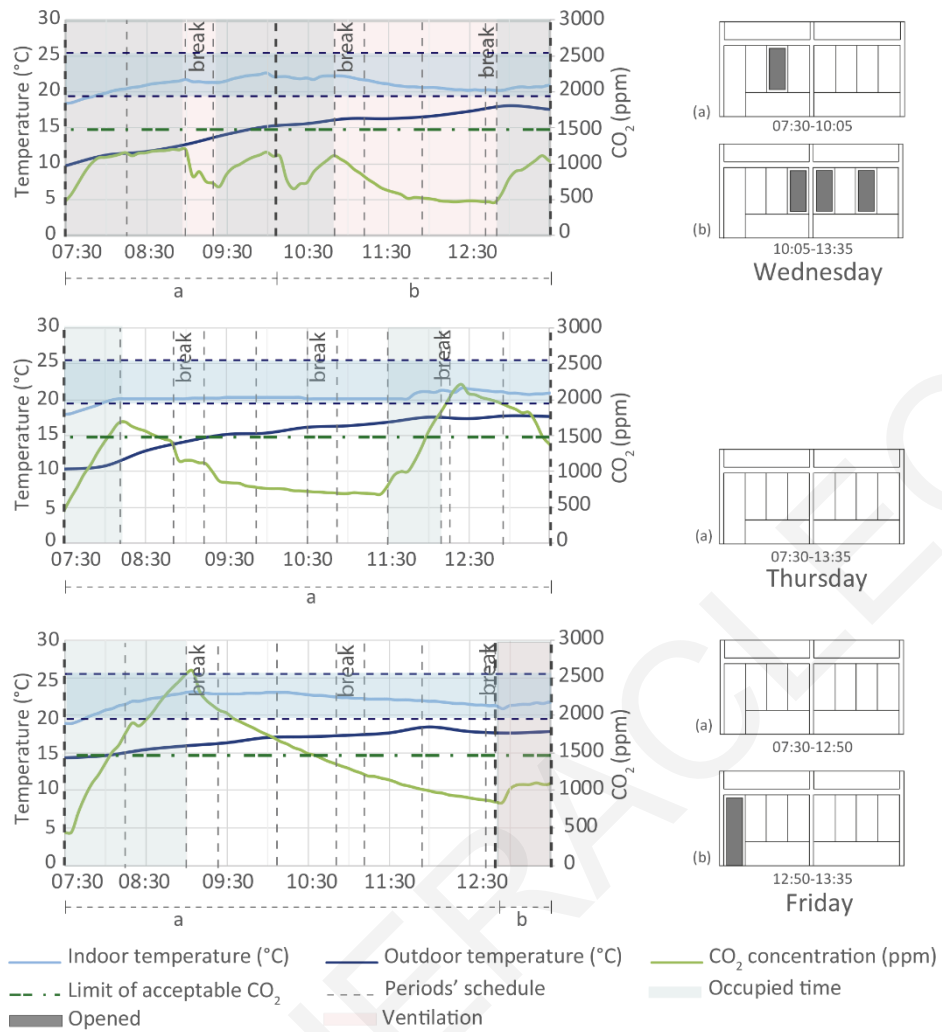 Temperature (°C)
30
25
20
15
10
5
0
break
break
break
3000
2500
2000
1500
1000
500
0
CO2 (ppm)
07:30 08:30 09:30 10:30 11:30 12:30
a b
(a)
07:30-10:05
(b)
10:05-13:35
Wednesday
Temperature (°C)
30
25
20
15
10
5
0
break
break
break
3000
2500
2000
1500
1000
500
0
CO2 (ppm)
07:30 08:30 09:30 10:30 11:30 12:30
a
(a)
07:30-13:35
Thursday
Temperature (°C)
30
25
20
15
10
5
0
break
break
break
3000
2500
2000
1500
1000
500
0
CO2 (ppm)
07:30 08:30 09:30 10:30 11:30 12:30
a b
(a)
07:30-12:50
(b)
12:50-13:35
Friday
Indoor temperature (°C) Outdoor temperature (°C) CO2 concentration (ppm)
Limit of acceptable CO2 Periods' schedule Occupied time
Opened Ventilation